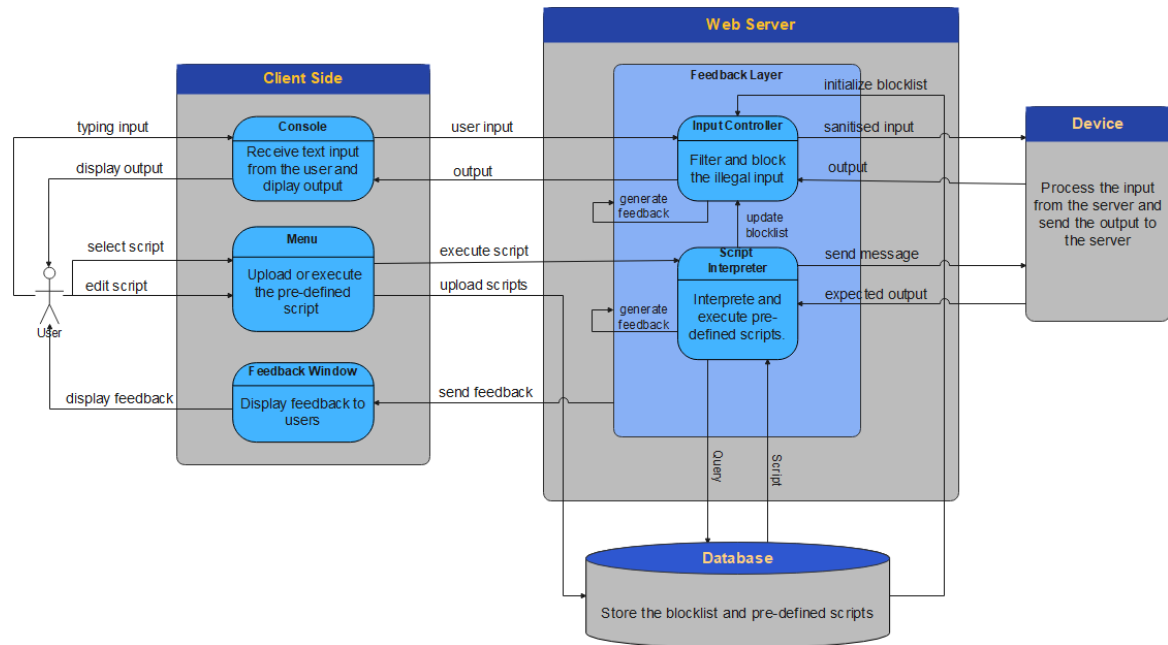 Web Server
Client Side
Feedback Layer
initialize blocklist
typing input
Console
user input
Input Controller
sanitised input
Device
Receive text input
from the user and
diplay output
Filter and block
the illegal input
display output
output
output
Process the input
from the server and
send the output to
the server
generate
feedback
update
blocklist
select script
Menu
execute script
Script
Interpreter
send message
Upload or execute
the pre-defined
script
edit script
upload scripts
generate
feedback
Interprete and
execute pre-
defined scripts.
expected output
User
Feedback Window
display feedback
Display feedback to
users
send feedback
Query
Script
Database
Store the blocklist and pre-defined scripts